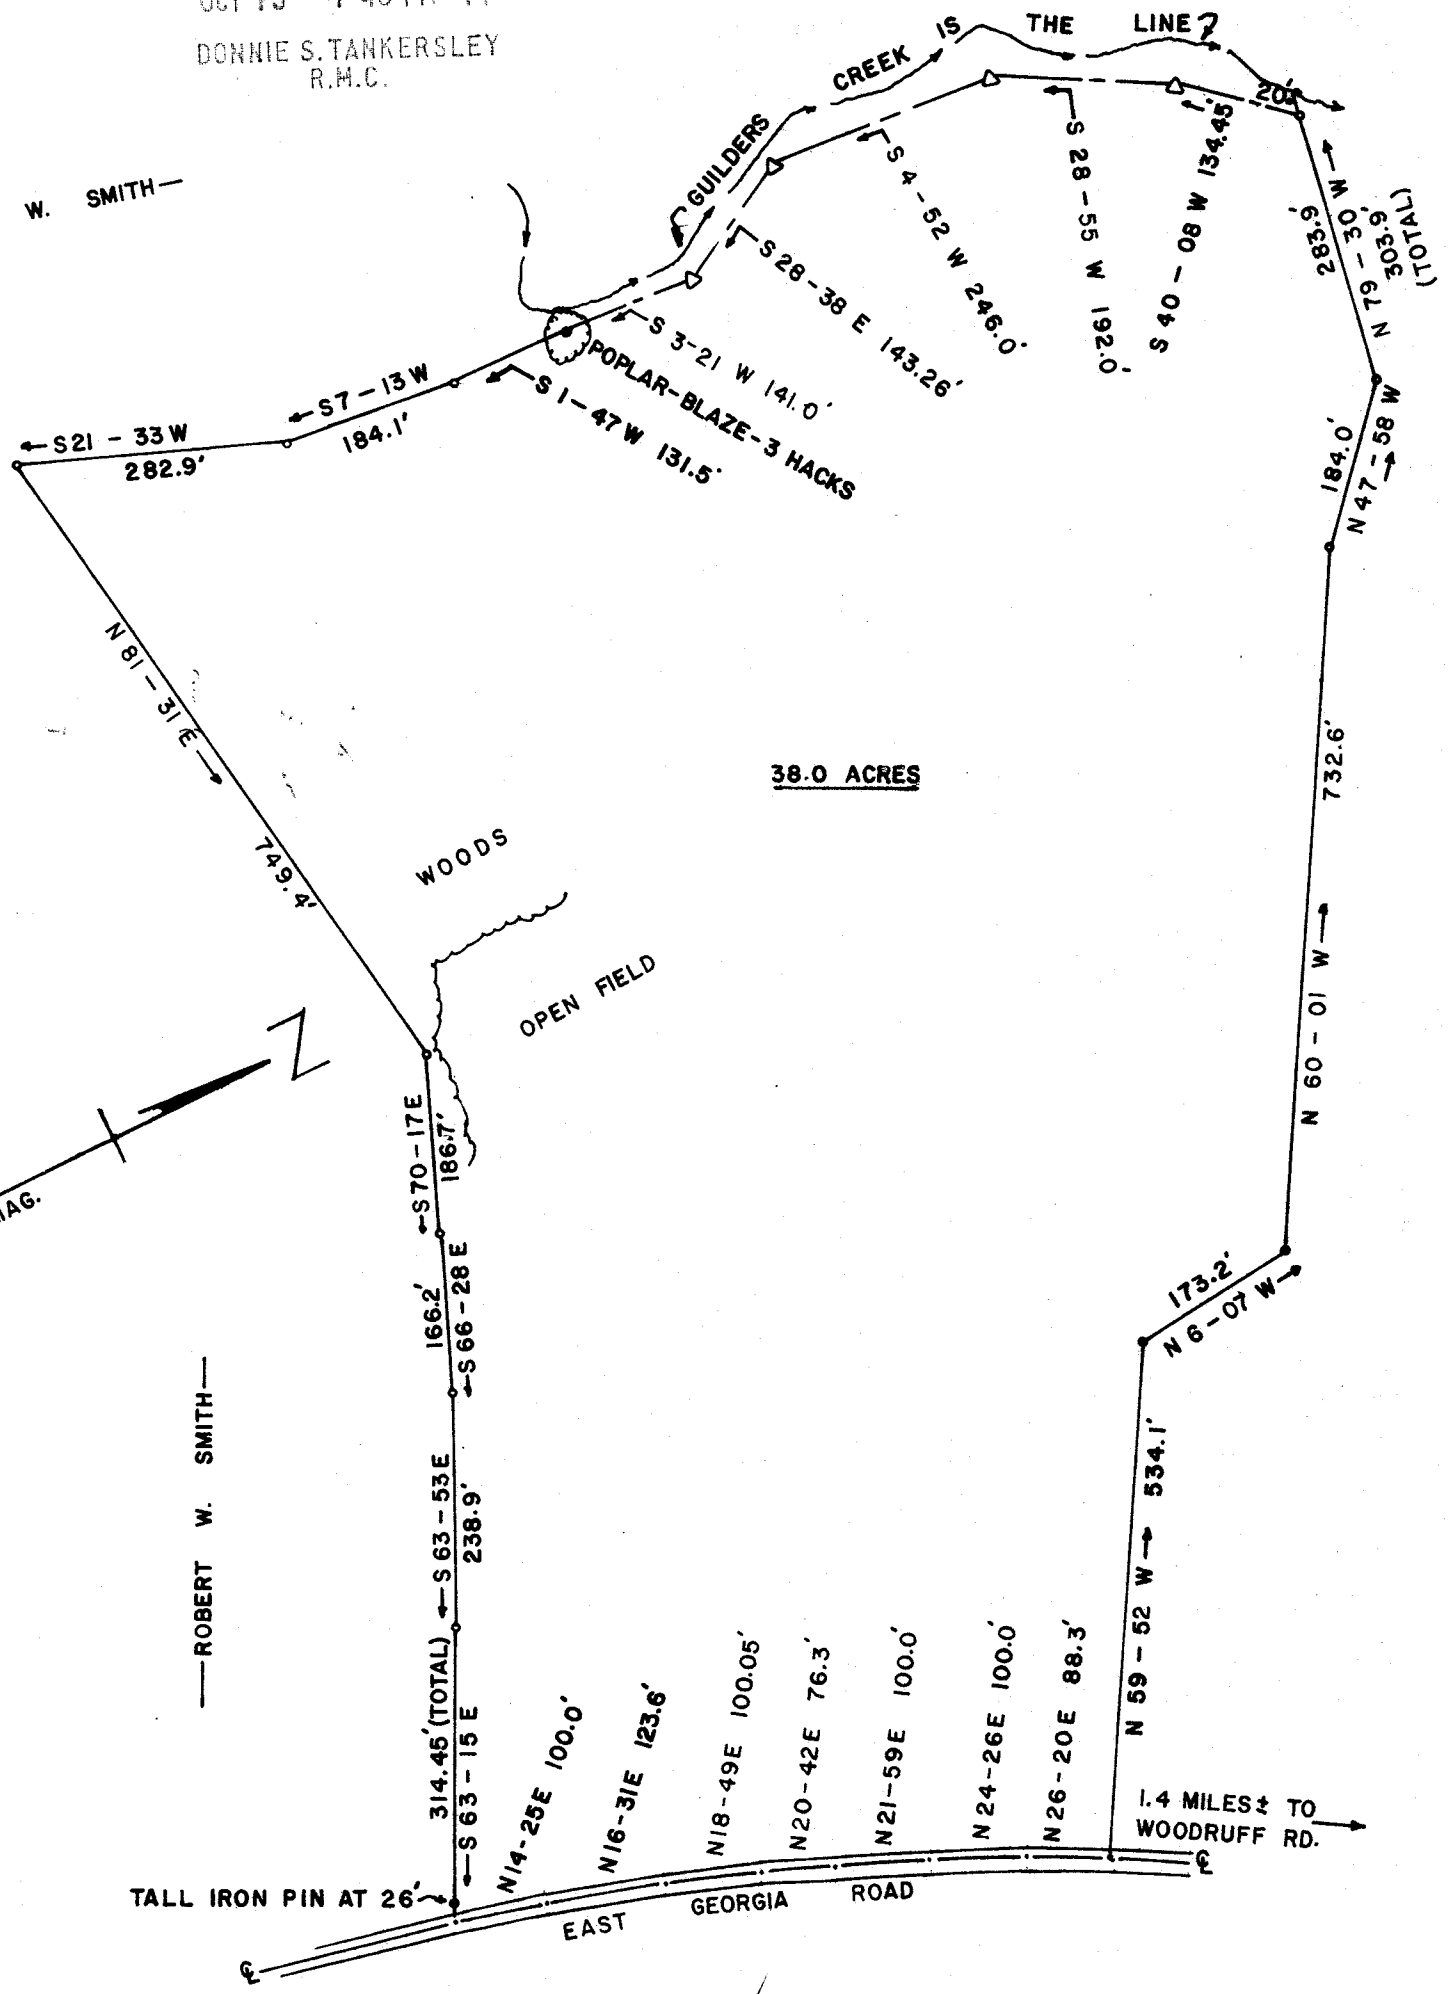 DONNIE S. TANKERSLEY
R.M.C.
W. SMITH
GUILDERS CREEK IS THE LINE
20'
S 40 - 08 W 134.45'
S 28 - 55 W 192.0'
S 4 - 52 W 246.0'
S 28 - 38 E 143.26'
S 3-21 W 141.0'
POPLAR-BLAZE-3 HACKS
S 1 - 47 W 131.5'
S 7 - 13 W
184.1'
S 21 - 33 W
282.9'
283.9'
N 79 - 30 W
303.9'
(TOTAL)
184.0'
N 47 - 58 W
N 81 - 31 E
749.4'
38.0 ACRES
732.6'
N 60 - 01 W
WOODS
OPEN FIELD
S 70 - 17 E
186.7'
166.2'
S 66 - 28 E
173.2'
N 6 - 07 W
ROBERT W. SMITH
S 63 - 53 E
238.9'
N 59 - 52 W 534.1'
314.45' (TOTAL)
S 63 - 15 E
N 14-25 E 100.0'
N 16-31 E 123.6'
N 18-49 E 100.05'
N 20-42 E 76.3'
N 21-59 E 100.0'
N 24-26 E 100.0'
N 26-20 E 88.3'
1.4 MILES ± TO
WOODRUFF RD.
TALL IRON PIN AT 26'
EAST GEORGIA ROAD
℄
℄